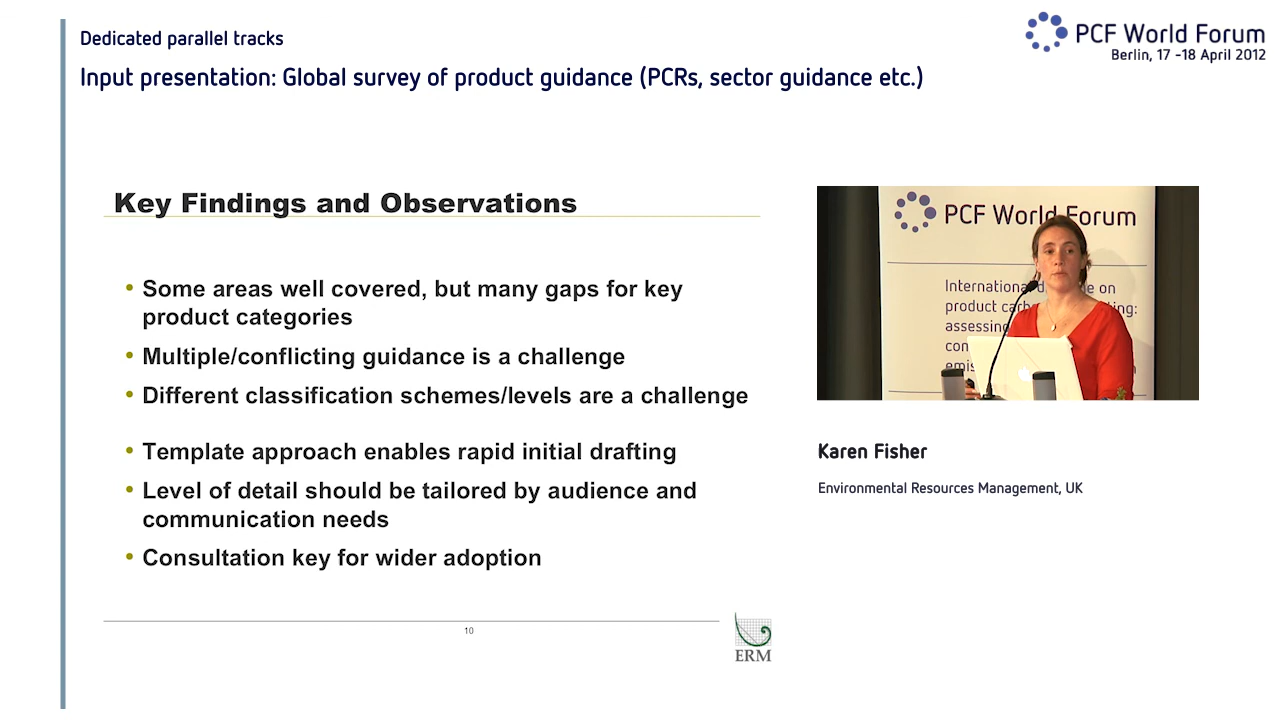 Dedicated parallel tracks
Input presentation: Global survey of product guidance (PCRs, sector guidance etc.)
PCF World Forum
Berlin, 17 -18 April 2012
Key Findings and Observations
• Some areas well covered, but many gaps for key
product categories
• Multiple/conflicting guidance is a challenge
• Different classification schemes/levels are a challenge
• Template approach enables rapid initial drafting
• Level of detail should be tailored by audience and
communication needs
• Consultation key for wider adoption
10
ERM
PCF World Forum
International on
product
assessing
Karen Fisher
Environmental Resources Management, UK